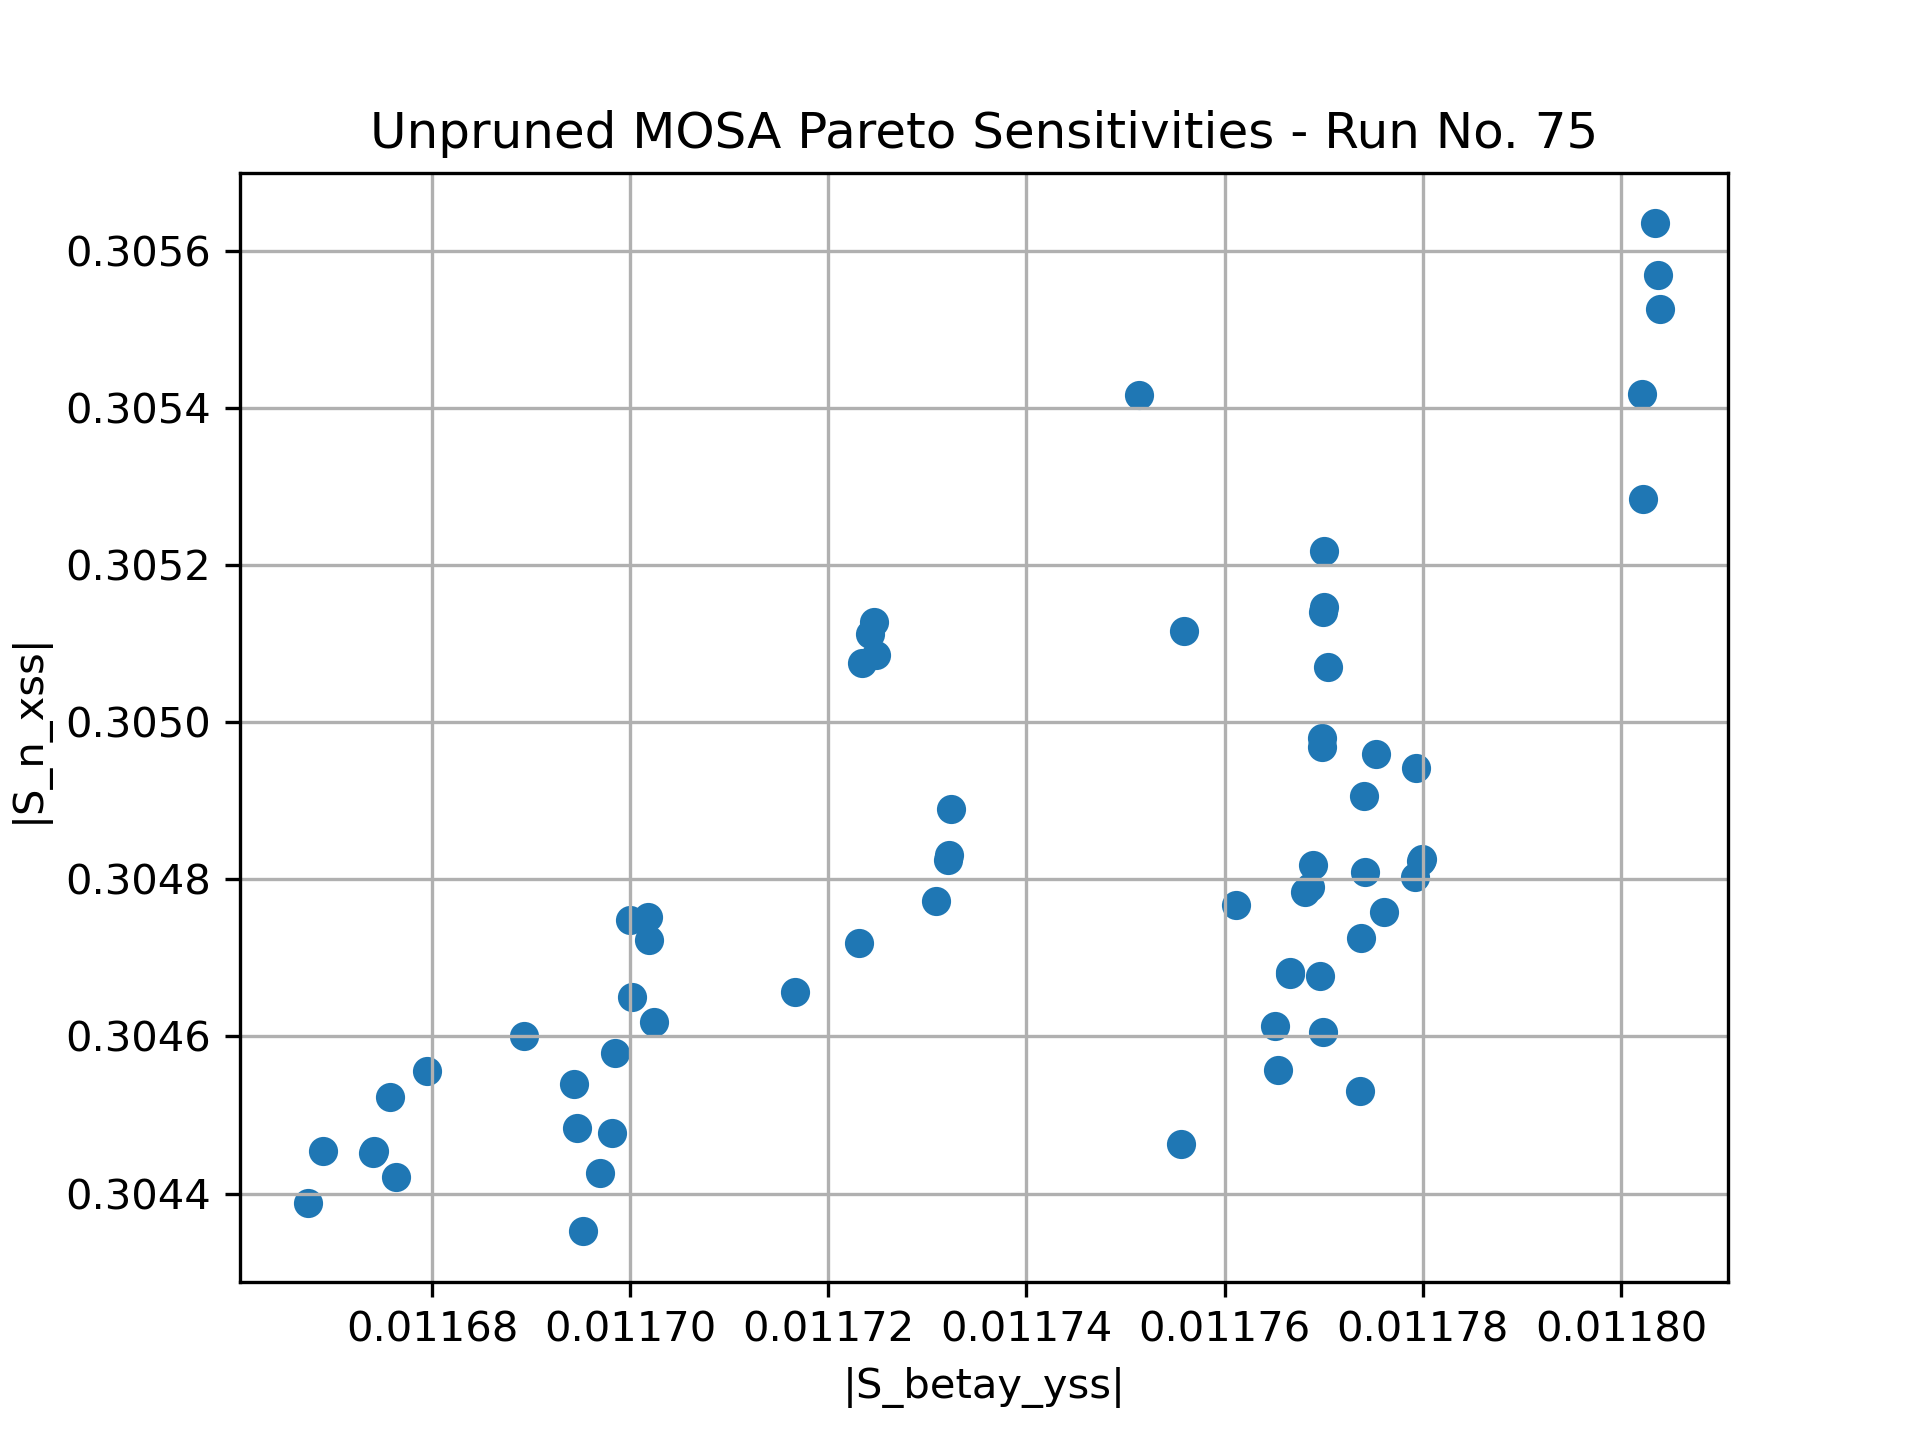 Unpruned MOSA Pareto Sensitivities - Run No. 75
0.3056
0.3054
0.3052
0.3050
0.3048
0.3046
0.3044
|S_n_xss|
0.01168 0.01170 0.01172 0.01174 0.01176 0.01178 0.01180
|S_betay_yss|